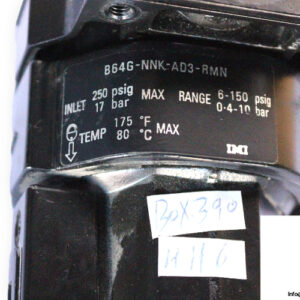 B64G-NNK-AD3-RMN
INLET 250 psig MAX RANGE 6-150 psig
17 bar 0·4-10 bar
TEMP 175 °F MAX
80 °C
IMI
BOX 390